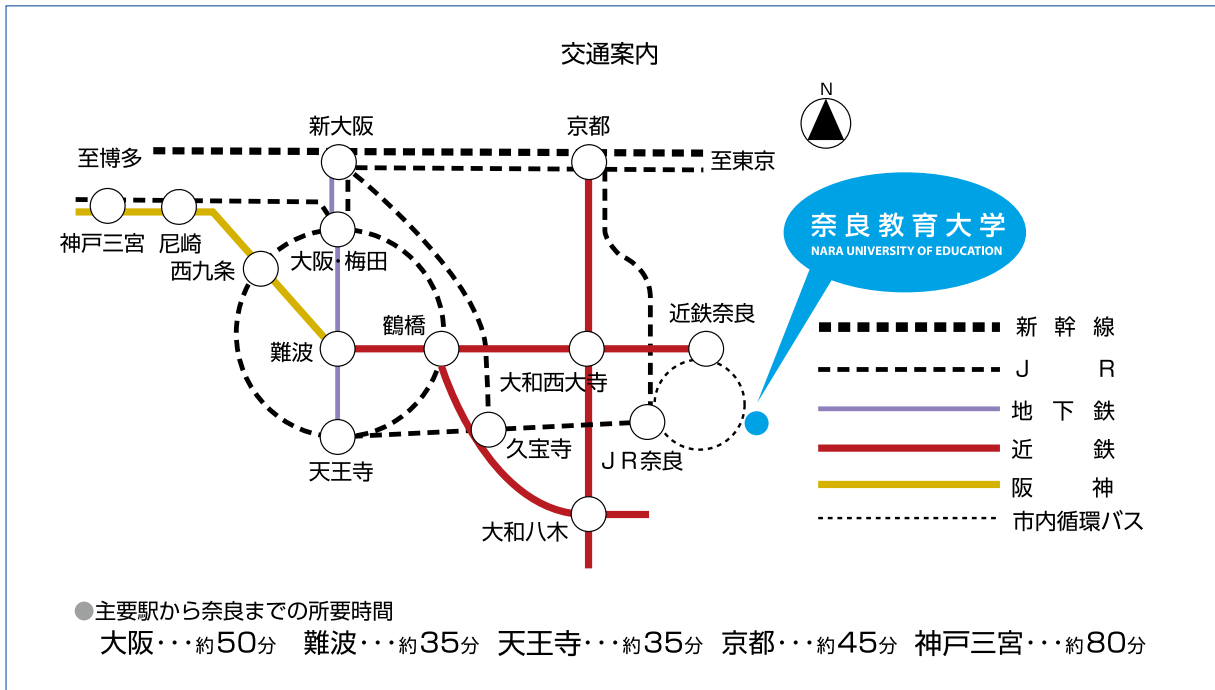 交通案内
N
新大阪
京都
至博多
至東京
奈良教育大学
NARA UNIVERSITY OF EDUCATION
神戸三宮
尼崎
西九条
大阪・梅田
難波
鶴橋
大和西大寺
近鉄奈良
天王寺
久宝寺
JR奈良
大和八木
新幹線
JR
地下鉄
近鉄
阪神
市内循環バス
●主要駅から奈良までの所要時間
大阪・・・約50分 難波・・・約35分 天王寺・・・約35分 京都・・・約45分 神戸三宮・・・約80分